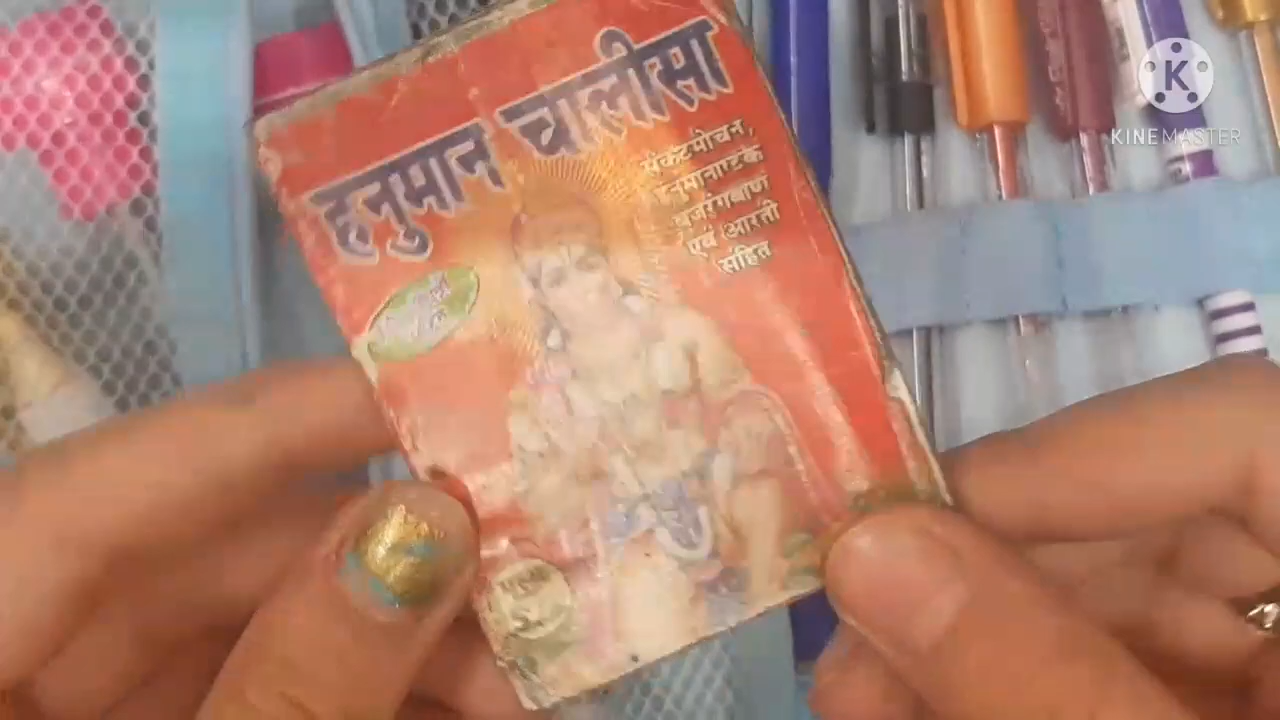 हनुमान चालीसा
संकटमोचन,
हनुमानाष्टक
बजरंगबाण
एवं आरती
सहित
K
KINEMASTER